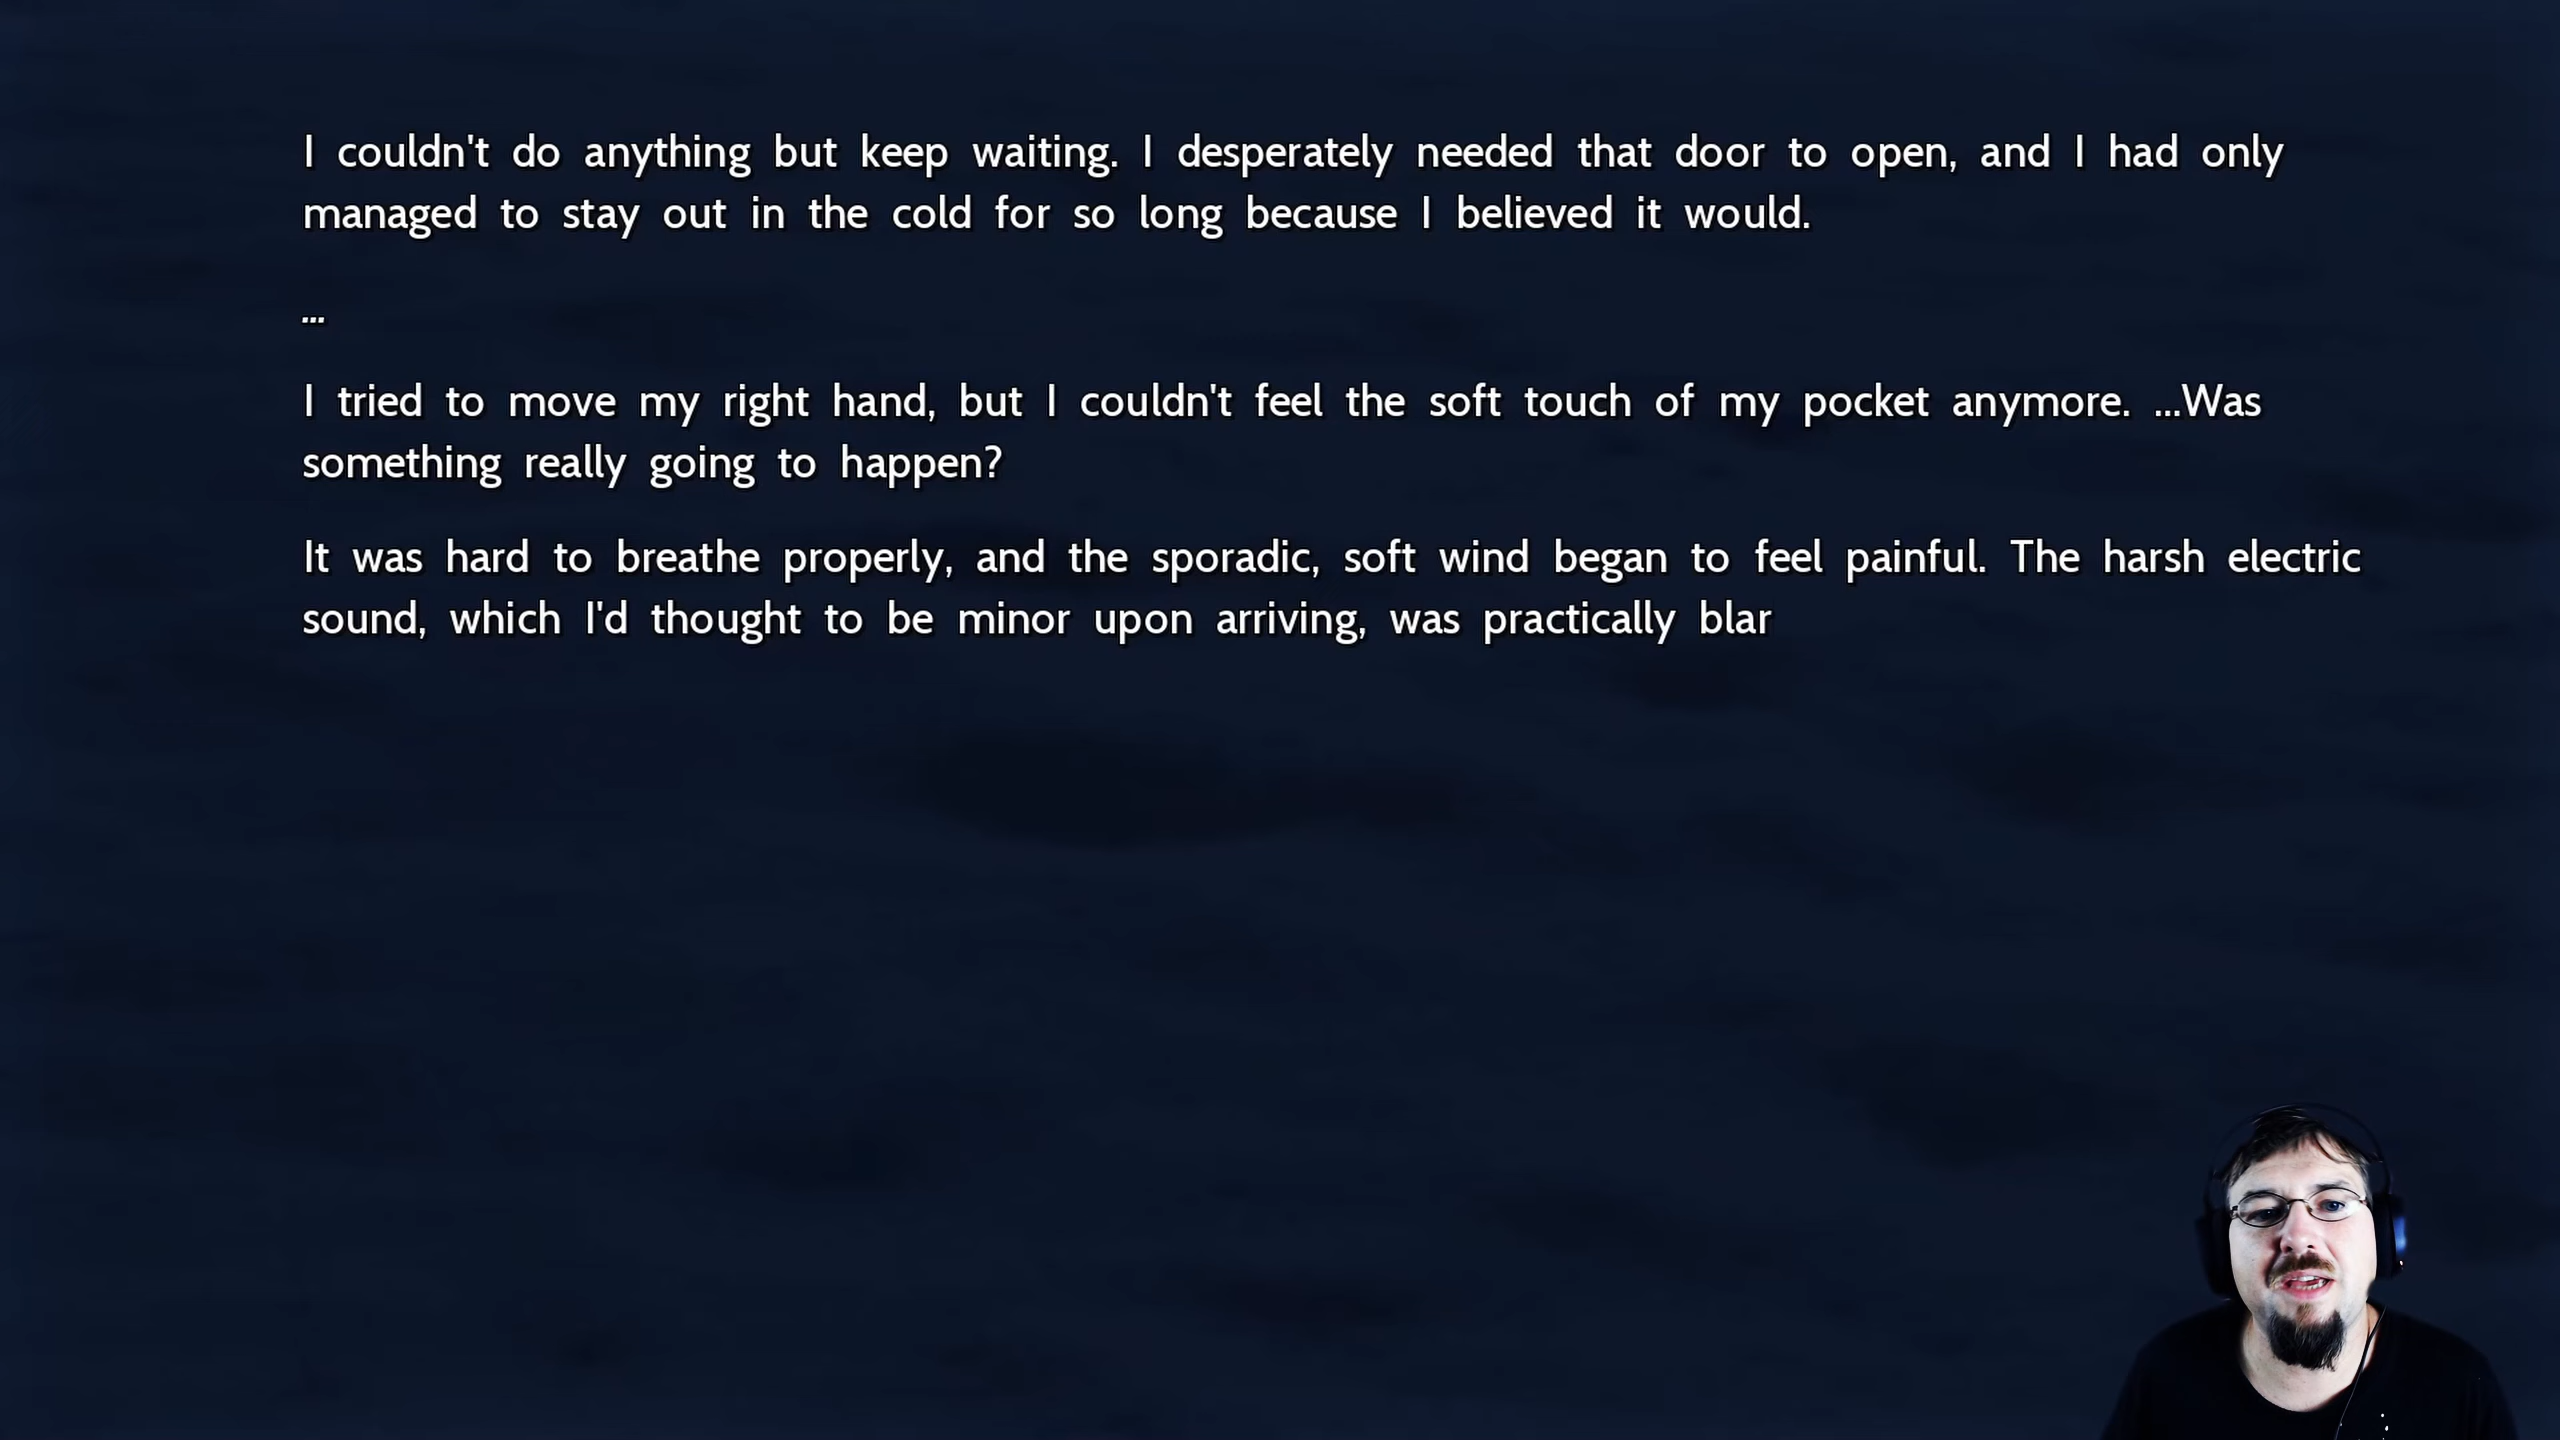 I couldn't do anything but keep waiting. I desperately needed that door to open, and I had only
managed to stay out in the cold for so long because I believed it would.
...
I tried to move my right hand, but I couldn't feel the soft touch of my pocket anymore. ...Was
something really going to happen?
It was hard to breathe properly, and the sporadic, soft wind began to feel painful. The harsh electric
sound, which I'd thought to be minor upon arriving, was practically blar